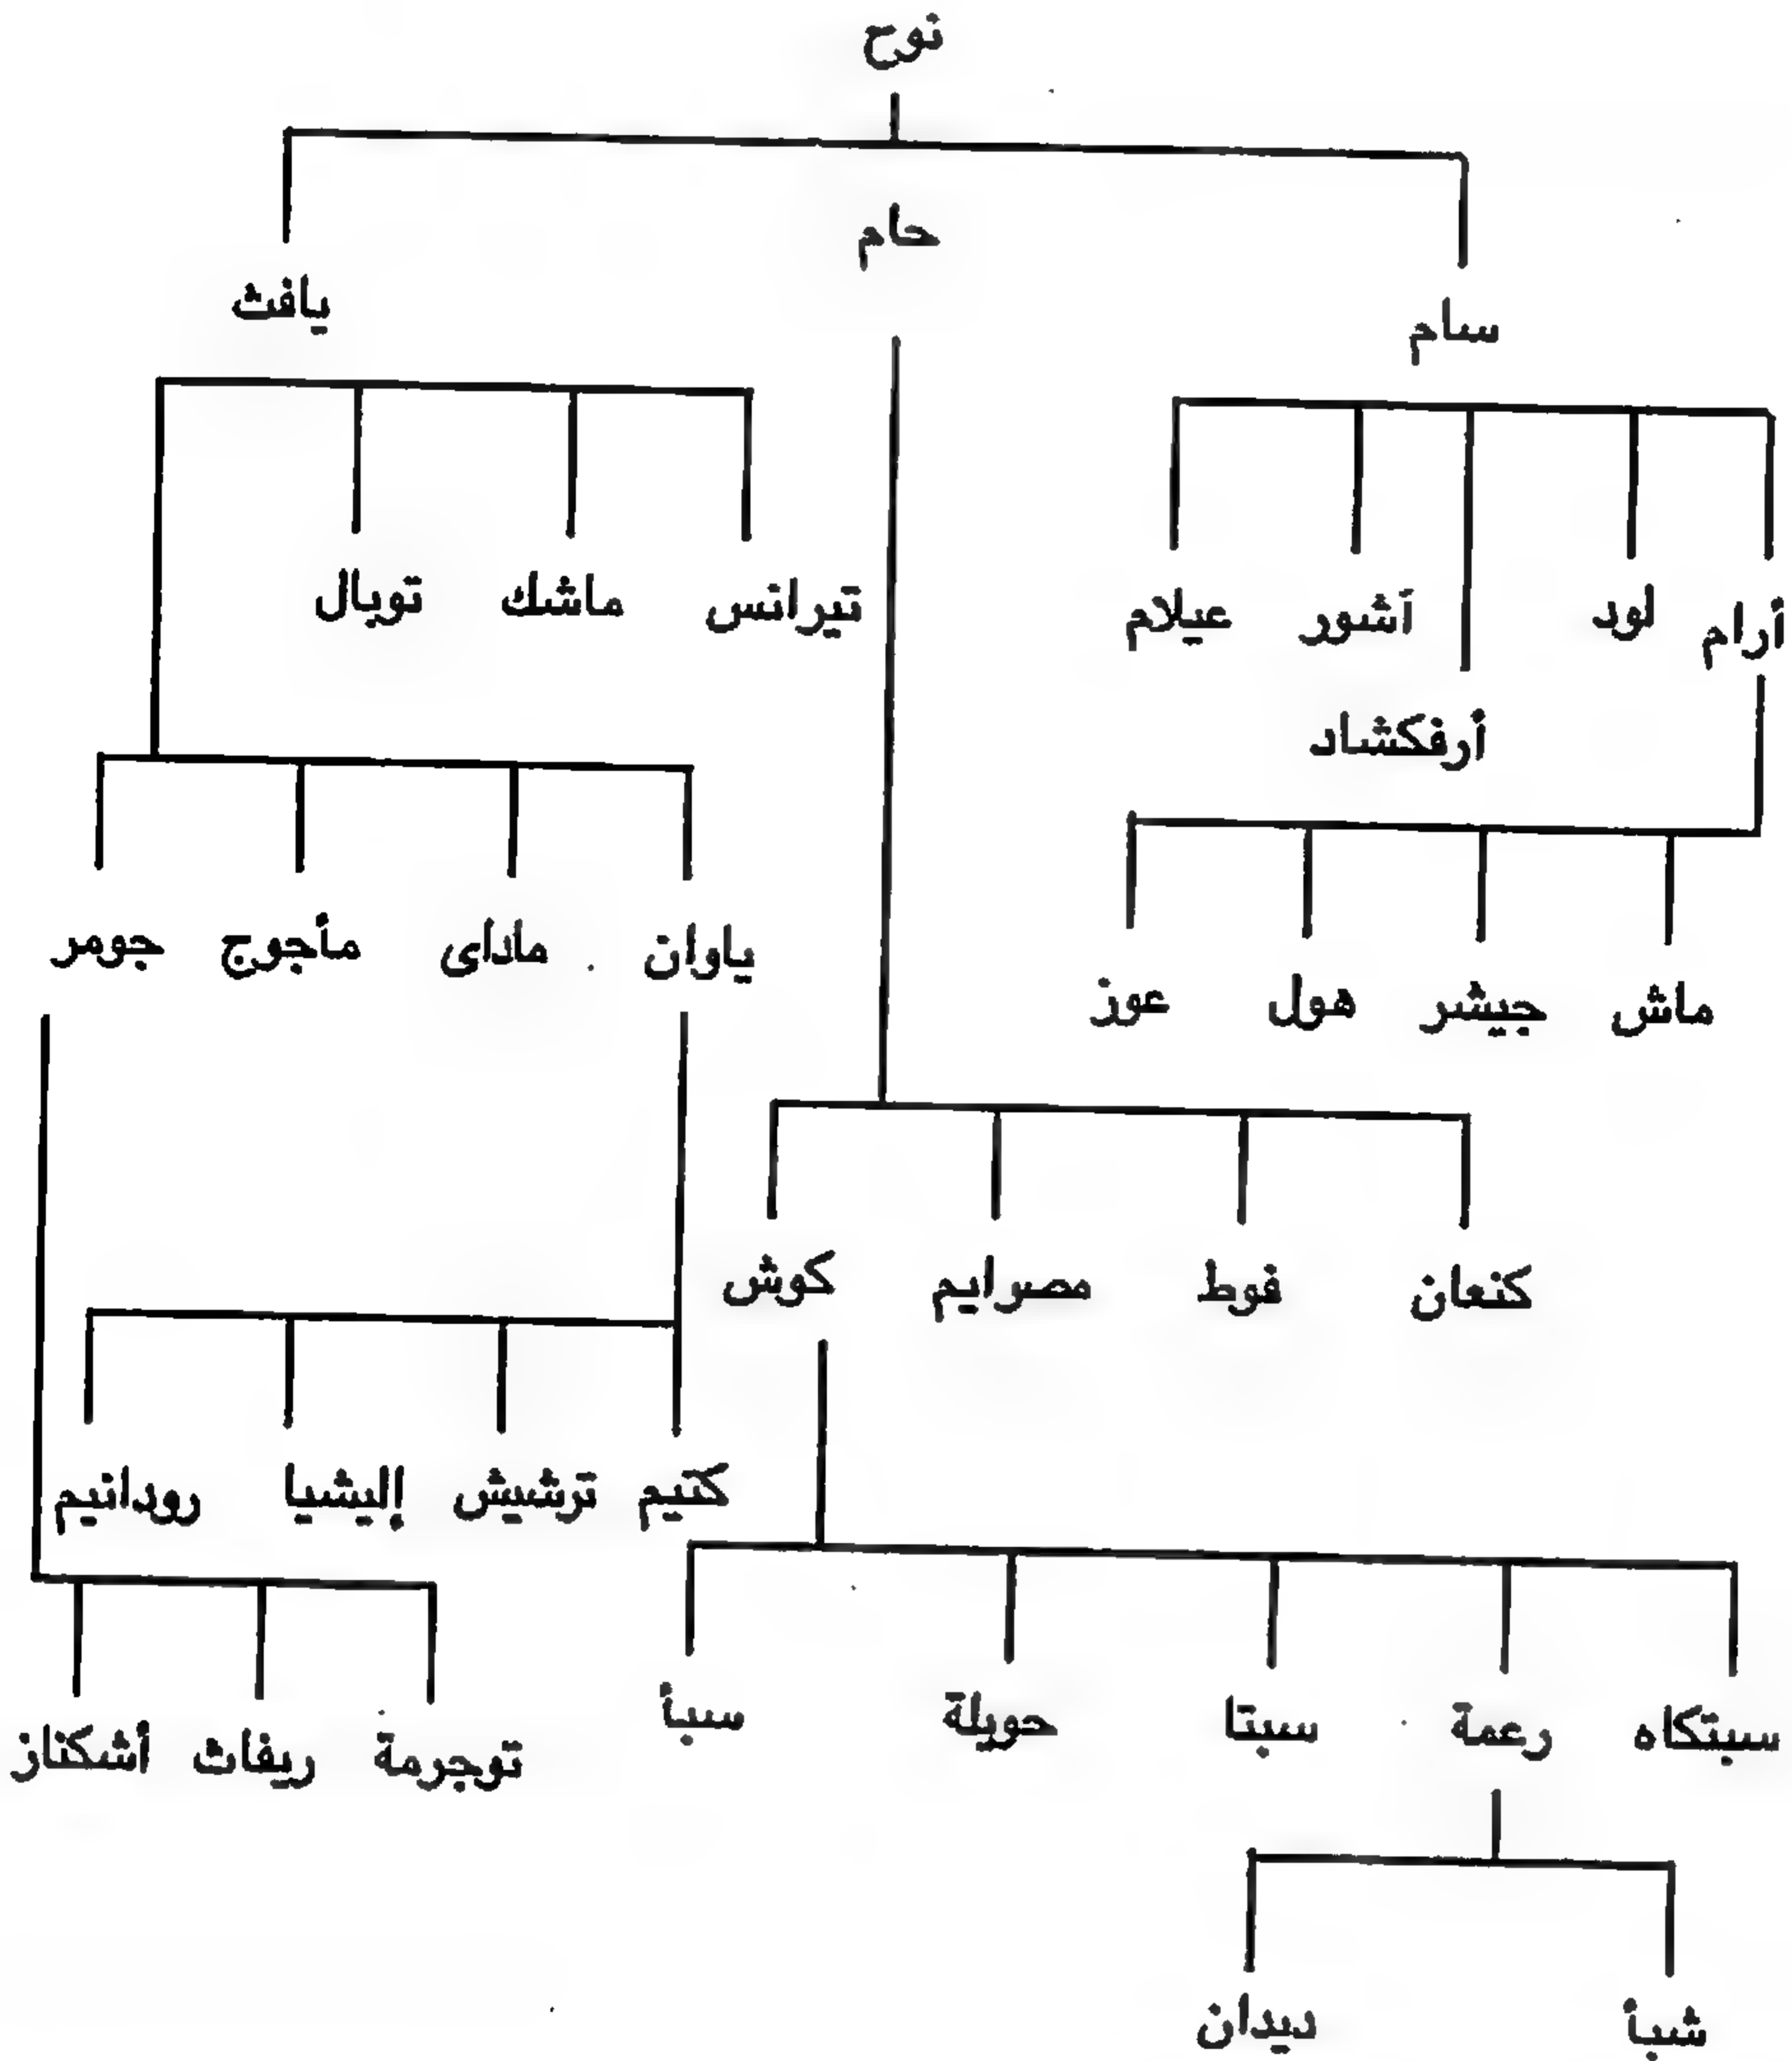 نوح
حام
يافث
سام
تيرانس ماشك توبال
أرام لود آشور عيلام
أرفكشاد
ياوان ماداى مأجوج جومر
ماش جيشر هول عوز
كنعان فوط مصرايم كوش
كتيم ترشيش إليشيا رودانيم
سبتكاه رعمة سبتا حويلة سبأ
توجرمة ريفاث أشكناز
شبأ ديدان